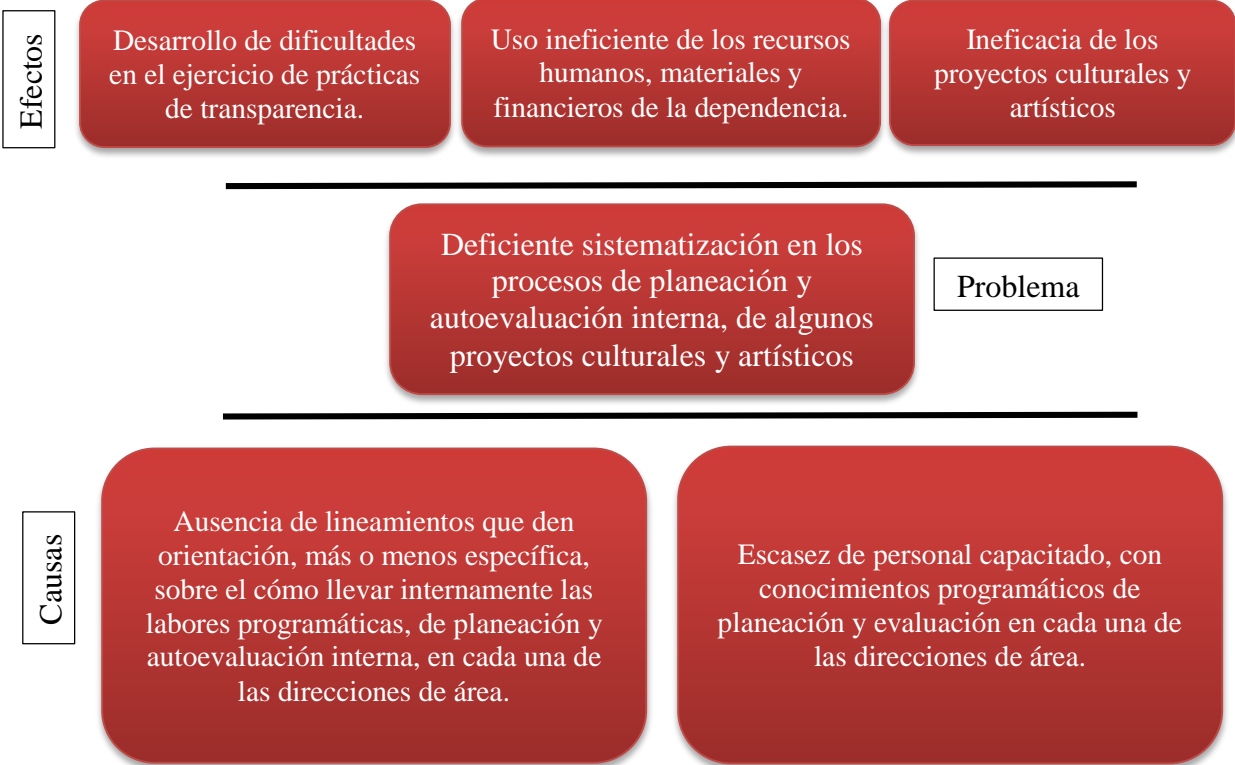 Efectos
Desarrollo de dificultades
en el ejercicio de prácticas
de transparencia.
Uso ineficiente de los recursos
humanos, materiales y
financieros de la dependencia.
Ineficacia de los
proyectos culturales y
artísticos
Deficiente sistematización en los
procesos de planeación y
autoevaluación interna, de algunos
proyectos culturales y artísticos
Problema
Causas
Ausencia de lineamientos que den
orientación, más o menos específica,
sobre el cómo llevar internamente las
labores programáticas, de planeación y
autoevaluación interna, en cada una de
las direcciones de área.
Escasez de personal capacitado, con
conocimientos programáticos de
planeación y evaluación en cada una de
las direcciones de área.